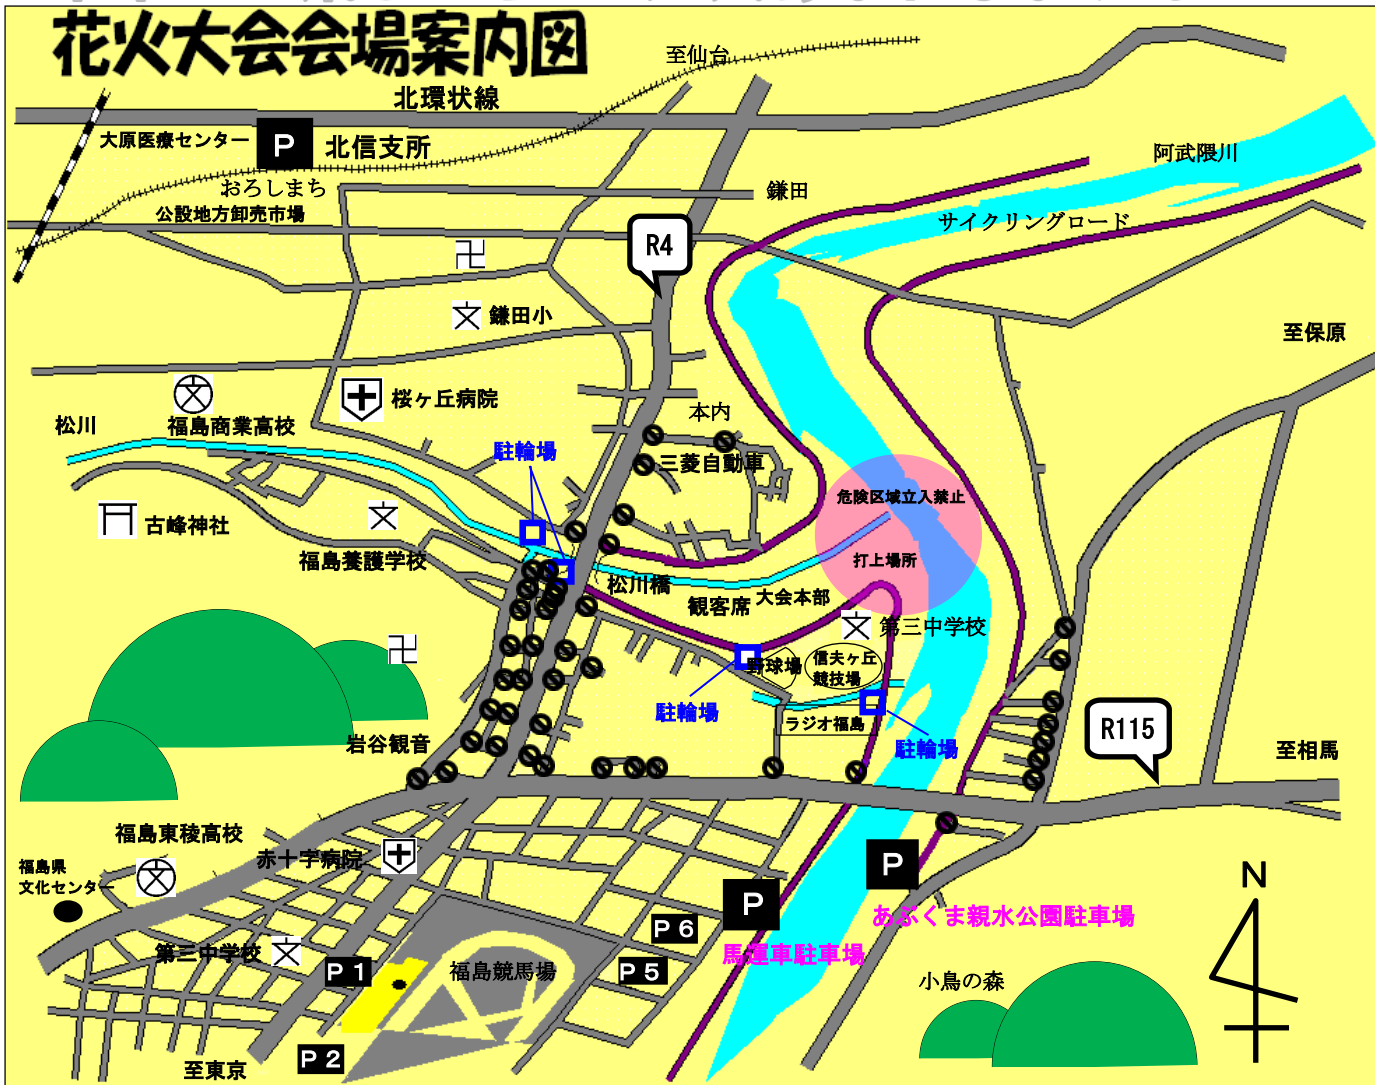 花火大会会場案内図
至仙台
北環状線
大原医療センター
P
北信支所
阿武隈川
おろしまち
鎌田
公設地方卸売市場
サイクリングロード
R4
鎌田小
至保原
桜ヶ丘病院
本内
松川
福島商業高校
駐輪場
三菱自動車
危険区域立入禁止
古峰神社
福島養護学校
打上場所
松川橋
観客席
大会本部
第三中学校
野球場
信夫ヶ丘
競技場
駐輪場
ラジオ福島
駐輪場
R115
岩谷観音
至相馬
福島東稜高校
赤十字病院
福島県
文化センター
P
P
あぶくま親水公園駐車場
P 6
馬運車駐車場
第三中学校
P 1
福島競馬場
P 5
小鳥の森
N
P 2
至東京